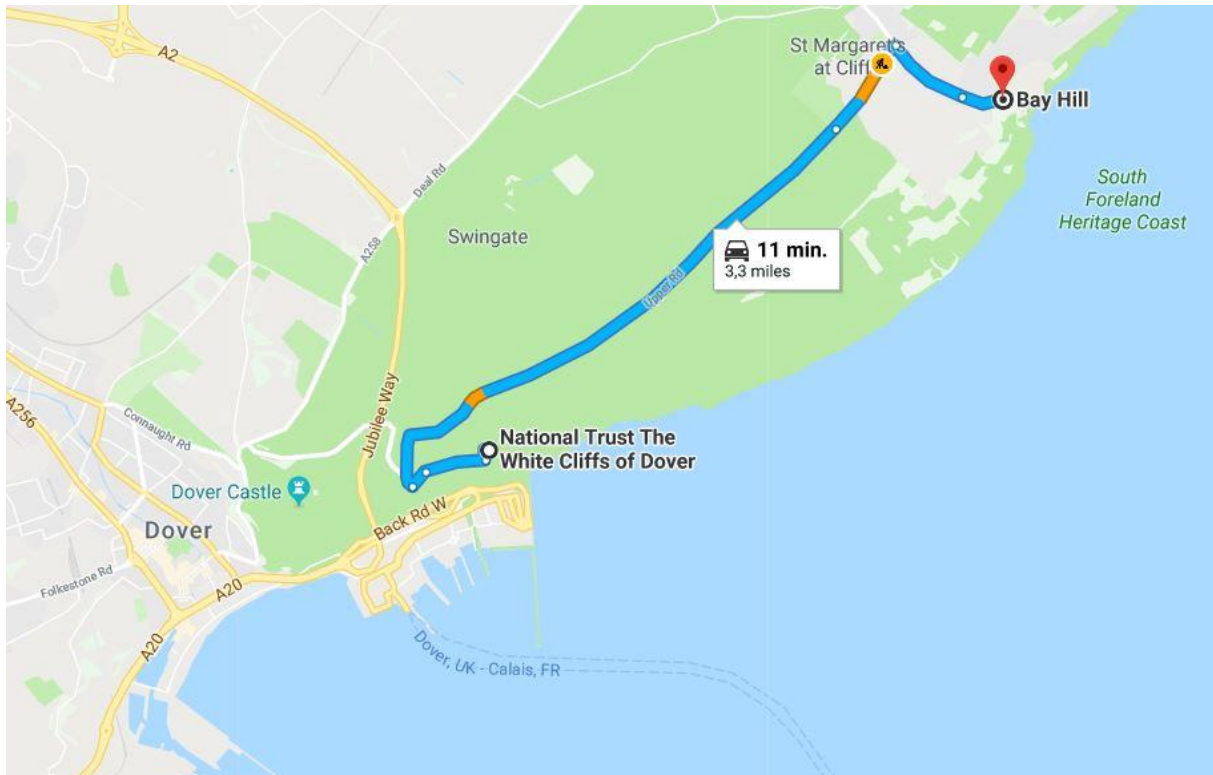 A2
St Margaret's
at Cliff
Bay Hill
South
Foreland
Heritage Coast
Deal Rd
A258
Swingate
11 min.
3,3 miles
Upper Rd
Jubilee Way
A256
Connaught Rd
National Trust The
White Cliffs of Dover
Dover Castle
Dover
Back Rd W
Folkestone Rd
A20
A20
Dover, UK - Calais, FR